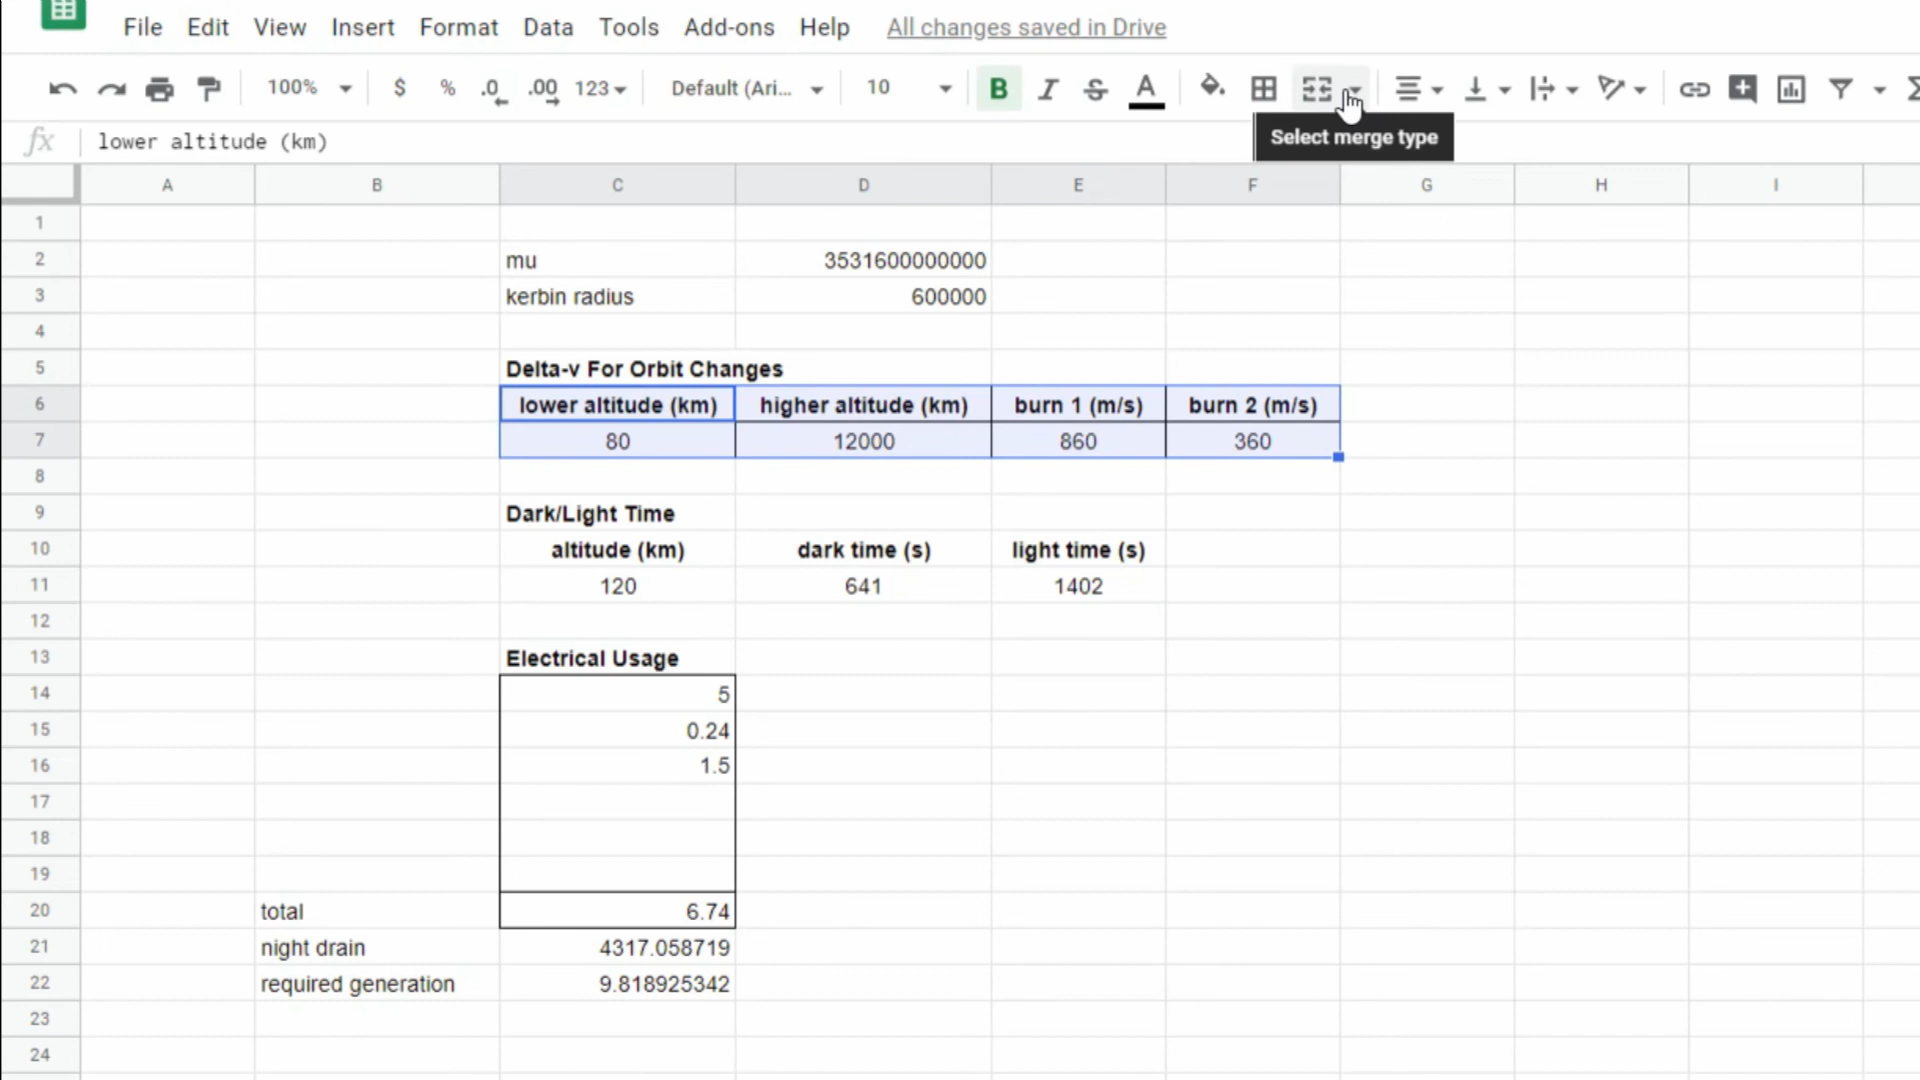 File Edit View Insert Format Data Tools Add-ons Help All changes saved in Drive
100% $ % .0 .00 123 Default (Ari... 10 B I S A
Select merge type
fx lower altitude (km)
A B C D E F G H I
1
2 mu 3531600000000
3 kerbin radius 600000
4
5 Delta-v For Orbit Changes
6 lower altitude (km) higher altitude (km) burn 1 (m/s) burn 2 (m/s)
7 80 12000 860 360
8
9 Dark/Light Time
10 altitude (km) dark time (s) light time (s)
11 120 641 1402
12
13 Electrical Usage
14 5
15 0.24
16 1.5
17
18
19
20 total 6.74
21 night drain 4317.058719
22 required generation 9.818925342
23
24